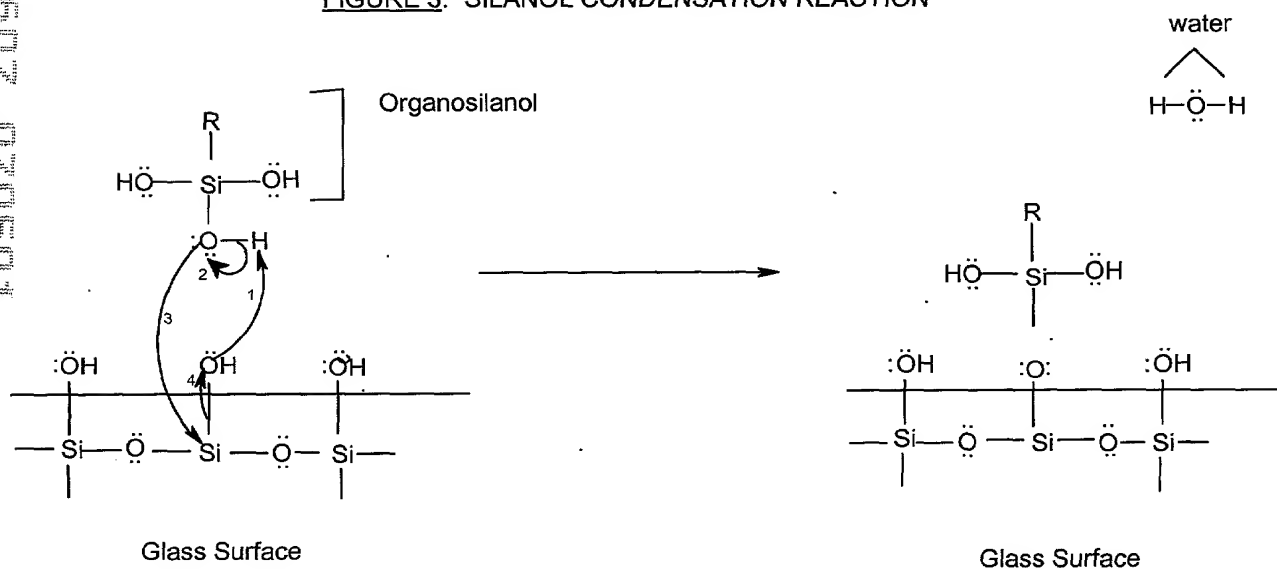 FIGURE 3. SILANOL CONDENSATION REACTION
water
H–Ö–H
Organosilanol
R
HÖ–Si–ÖH
:O–H
2
1
3
:ÖH ÖH :ÖH
4
Si–Ö–Si–Ö–Si
Glass Surface
R
HÖ–Si–ÖH
:ÖH :O: :ÖH
Si–Ö–Si–Ö–Si
Glass Surface